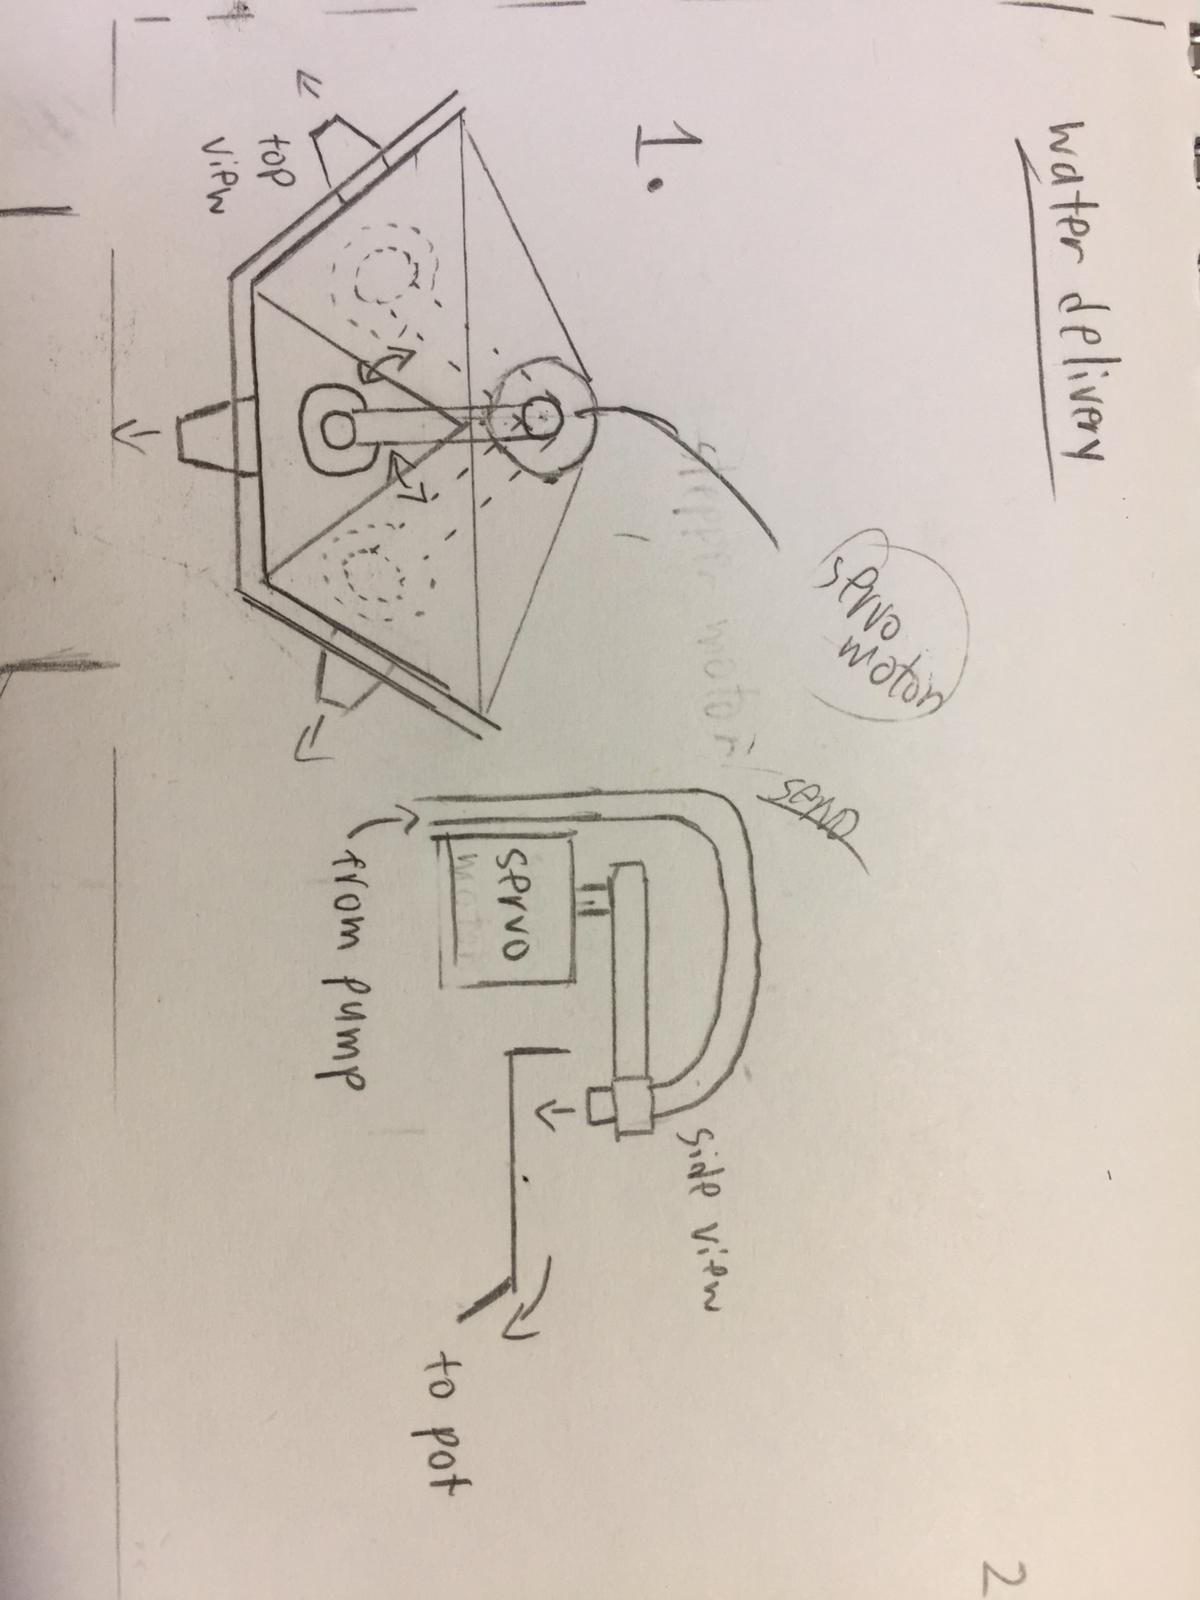 water delivery
2
servo
motor
servo
stepper motor
1.
side view
servo
motor
to pot
from pump
top
view